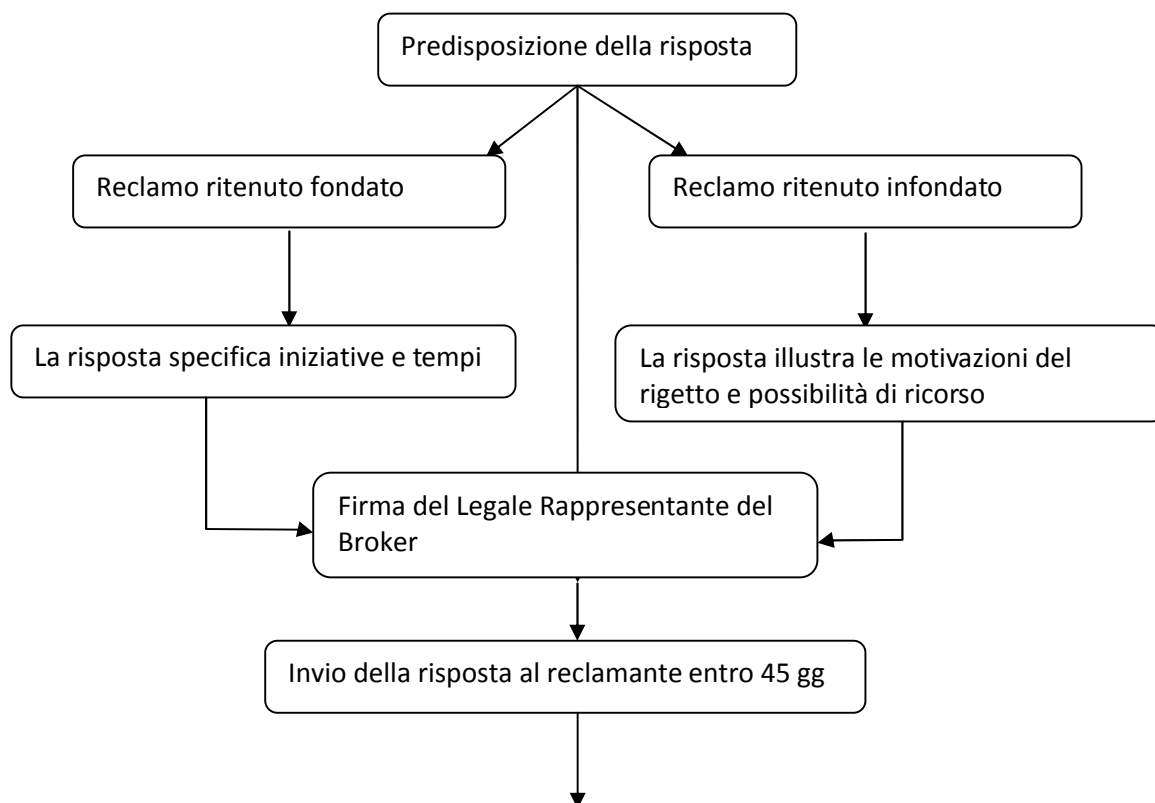 Predisposizione della risposta
Reclamo ritenuto fondato
Reclamo ritenuto infondato
La risposta specifica iniziative e tempi
La risposta illustra le motivazioni del
rigetto e possibilità di ricorso
Firma del Legale Rappresentante del
Broker
Invio della risposta al reclamante entro 45 gg